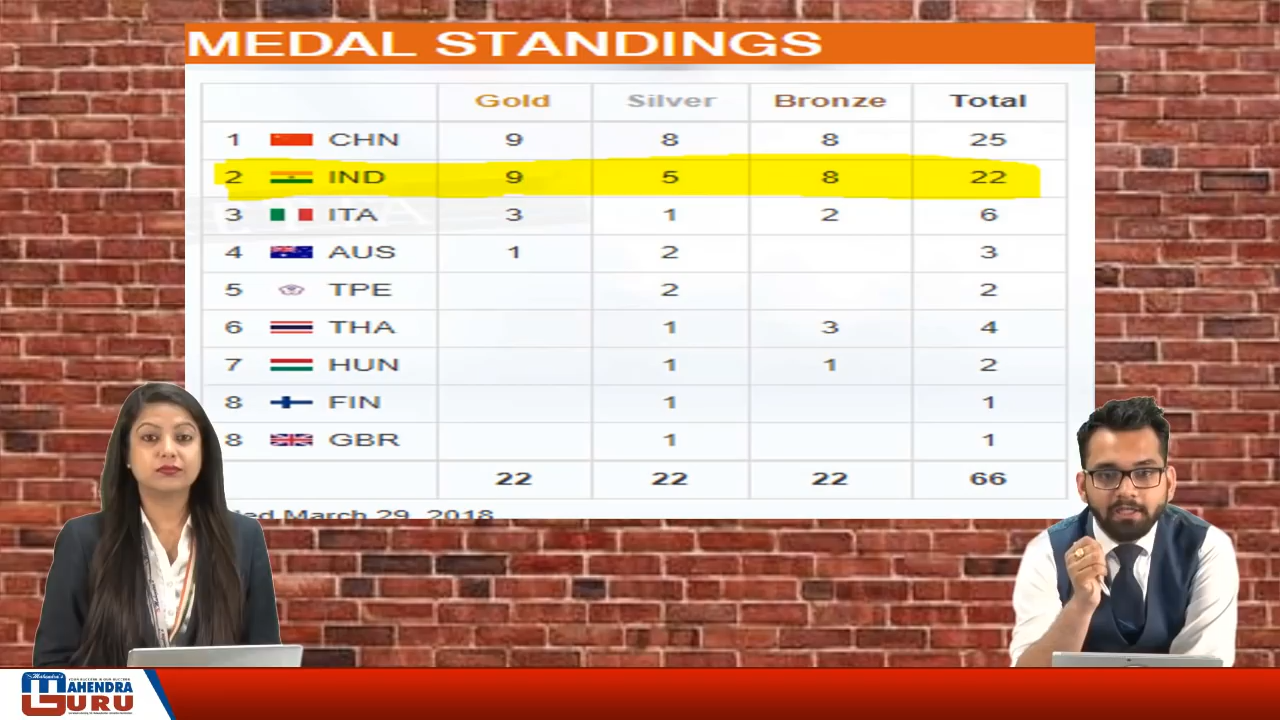 MEDAL STANDINGS
Gold Silver Bronze Total
1 CHN 9 8 8 25
2 IND 9 5 8 22
3 ITA 3 1 2 6
4 AUS 1 2 3
5 TPE 2 2
6 THA 1 3 4
7 HUN 1 1 2
8 FIN 1 1
8 GBR 1 1
22 22 22 66
ed March 29, 2018
Mahendra's
MAHENDRA
GURU